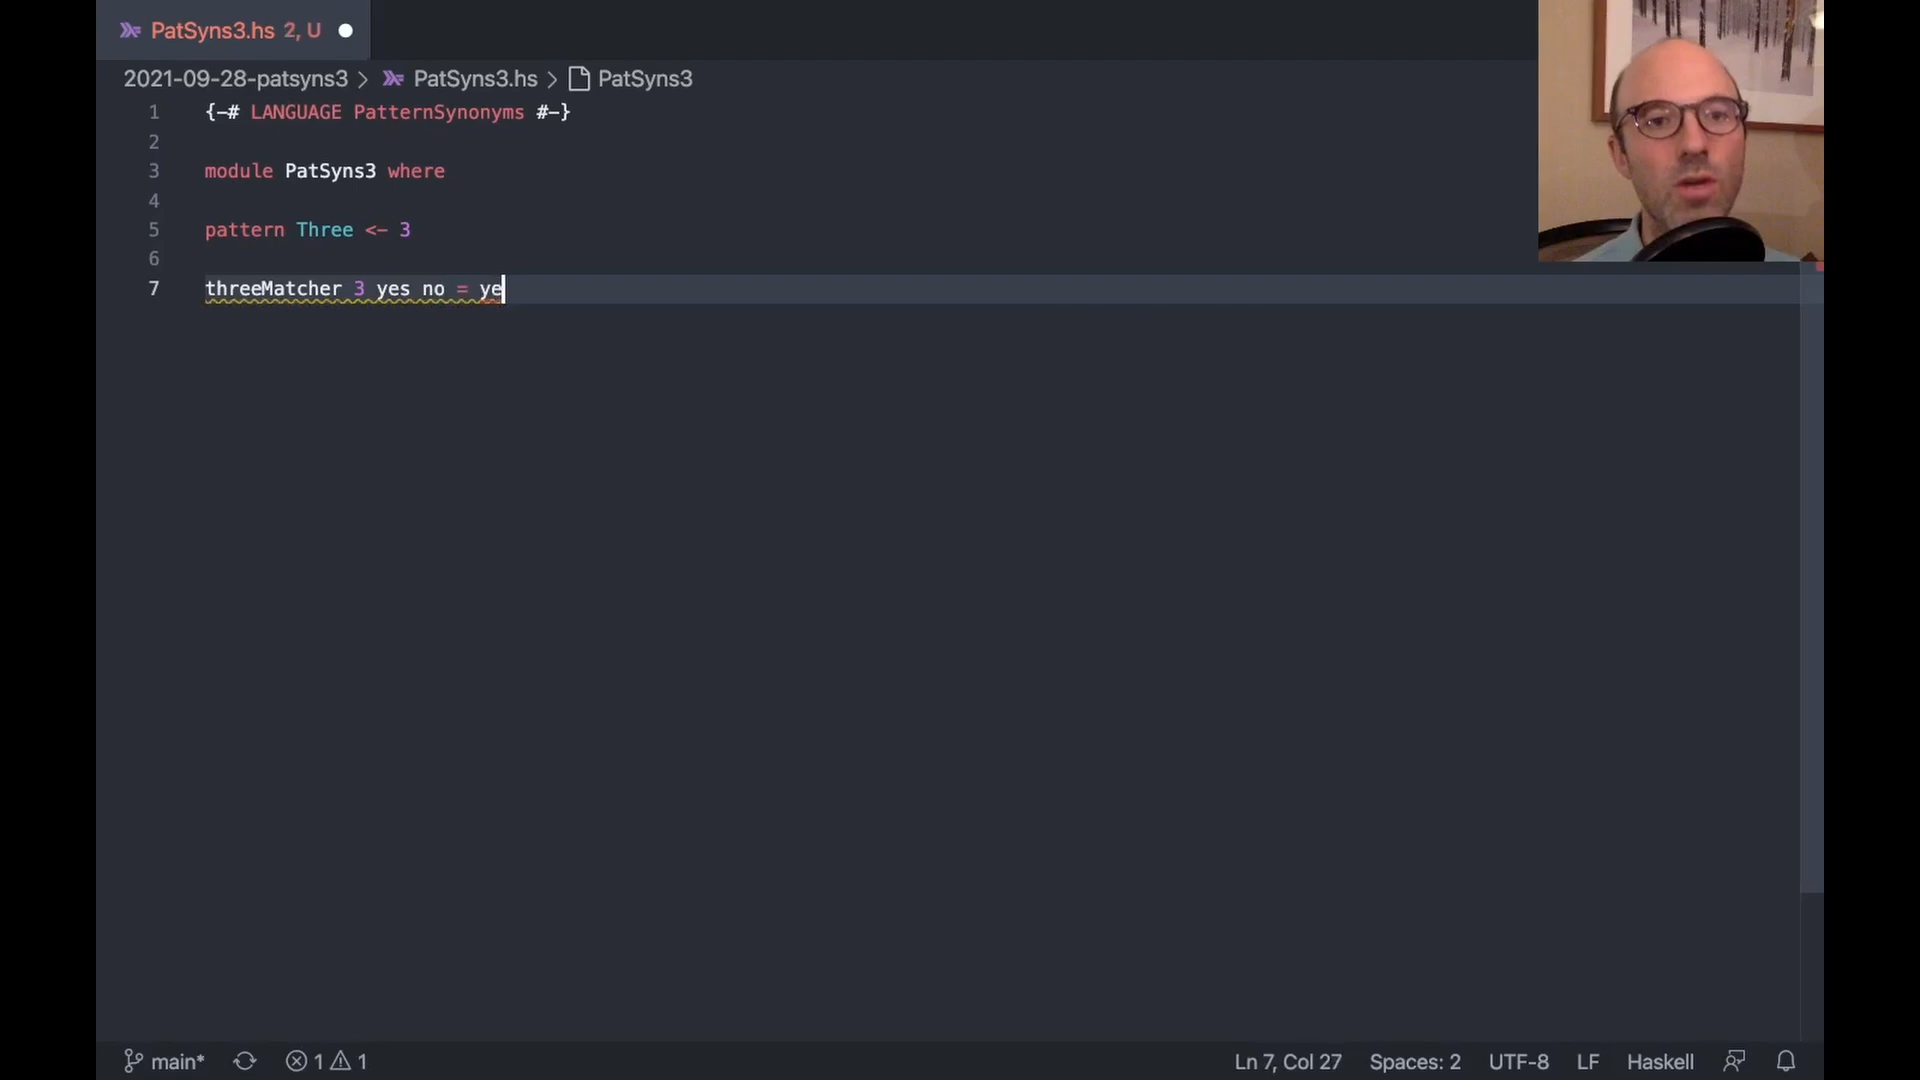 PatSyns3.hs 2, U
2021-09-28-patsyns3 > PatSyns3.hs > PatSyns3
1 {-# LANGUAGE PatternSynonyms #-}
2
3 module PatSyns3 where
4
5 pattern Three <- 3
6
7 threeMatcher 3 yes no = ye
main* 1 1 Ln 7, Col 27 Spaces: 2 UTF-8 LF Haskell